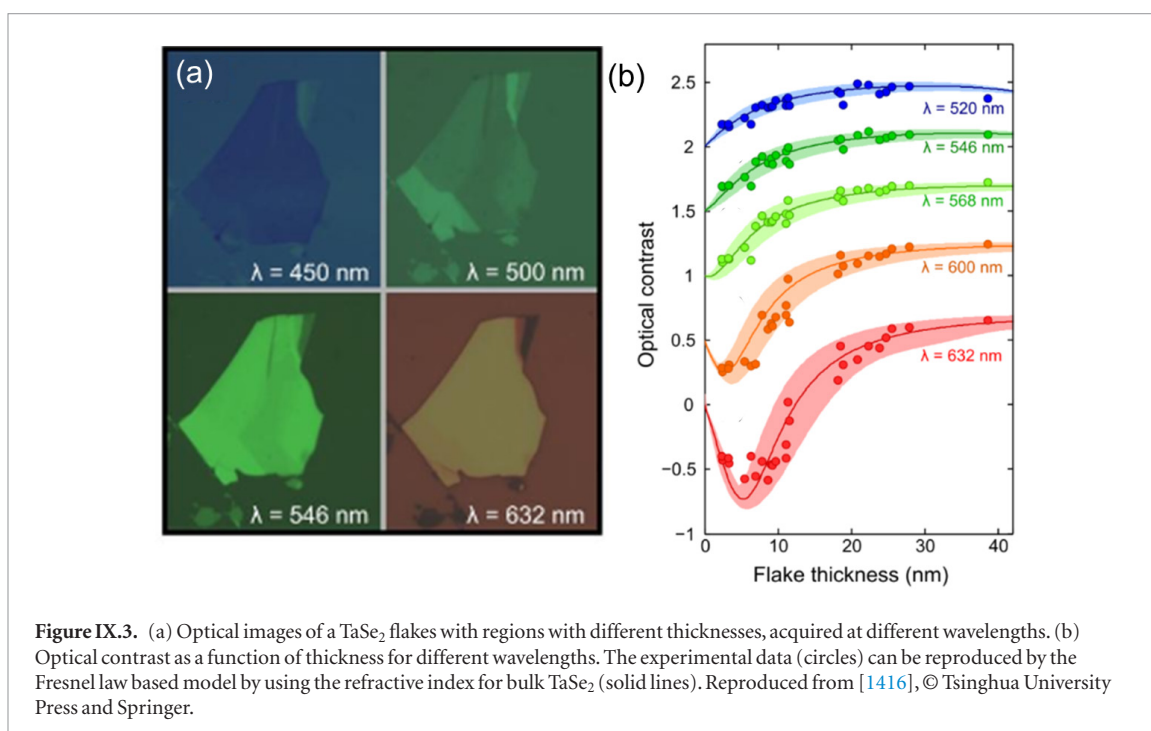 (a)
λ = 450 nm
λ = 500 nm
λ = 546 nm
λ = 632 nm
(b)
Optical contrast
2.5
2
1.5
1
0.5
0
−0.5
−1
λ = 520 nm
λ = 546 nm
λ = 568 nm
λ = 600 nm
λ = 632 nm
0 10 20 30 40
Flake thickness (nm)
Figure IX.3. (a) Optical images of a TaSe₂ flakes with regions with different thicknesses, acquired at different wavelengths. (b)
Optical contrast as a function of thickness for different wavelengths. The experimental data (circles) can be reproduced by the
Fresnel law based model by using the refractive index for bulk TaSe₂ (solid lines). Reproduced from [1416], © Tsinghua University
Press and Springer.